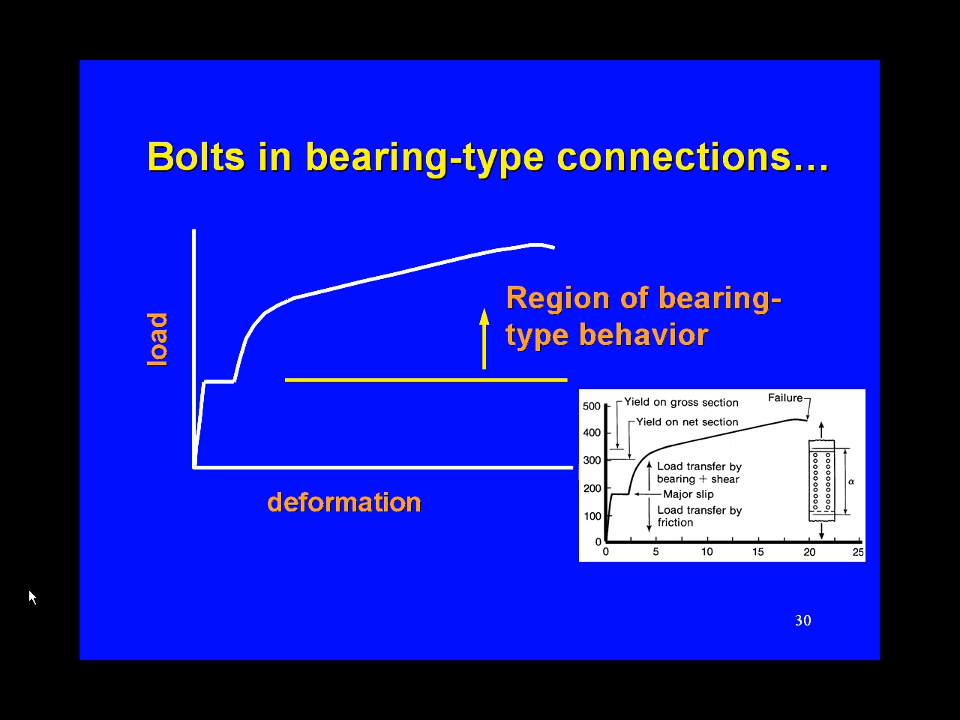 Bolts in bearing-type connections…
load
Region of bearing-
type behavior
deformation
Yield on gross section
Failure
Yield on net section
Load transfer by
bearing + shear
Major slip
Load transfer by
friction
α
500
400
300
200
100
0
0 5 10 15 20 25
30